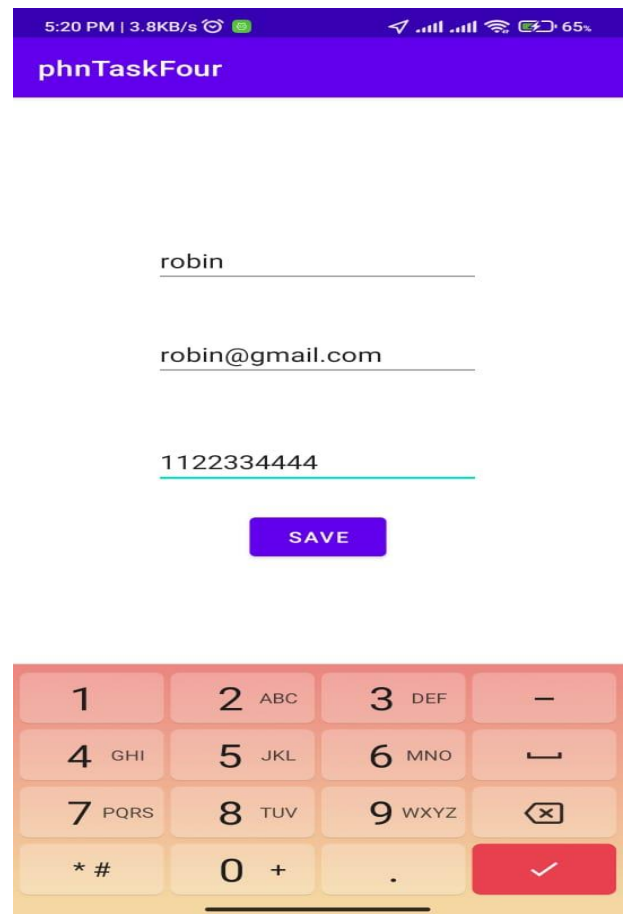 5:20 PM | 3.8KB/s 65%
phnTaskFour
robin
robin@gmail.com
1122334444
SAVE
1 2 ABC 3 DEF –
4 GHI 5 JKL 6 MNO
7 PQRS 8 TUV 9 WXYZ
* # 0 + .